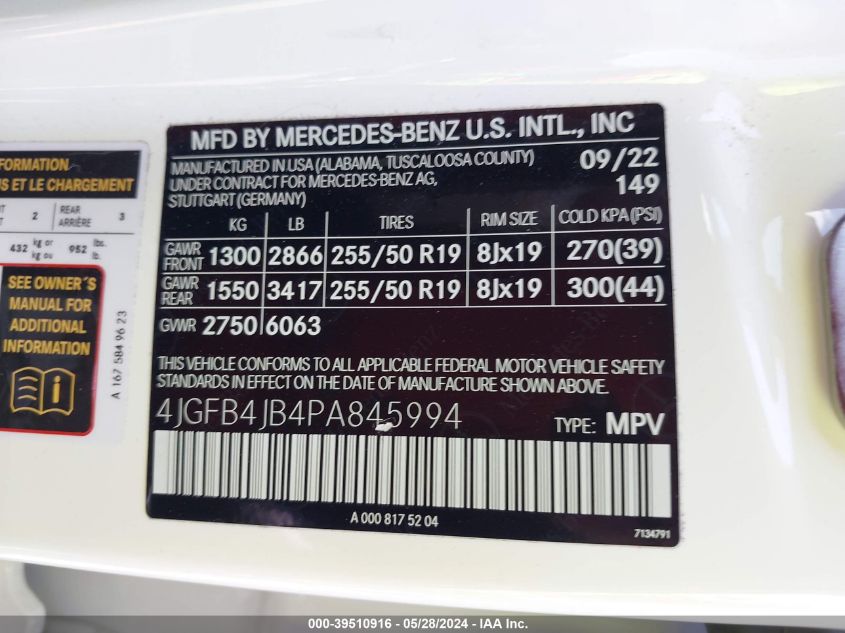 INFORMATION
US ET LE CHARGEMENT
2 REAR ARRIÈRE 3
432 kg or kg ou 952 lbs. lb.
SEE OWNER'S
MANUAL FOR
ADDITIONAL
INFORMATION
A 167 584 96 23
MFD BY MERCEDES-BENZ U.S. INTL., INC
MANUFACTURED IN USA (ALABAMA, TUSCALOOSA COUNTY) 09/22
UNDER CONTRACT FOR MERCEDES-BENZ AG, 149
STUTTGART (GERMANY)
KG LB TIRES RIM SIZE COLD KPA(PSI)
GAWR FRONT 1300 2866 255/50 R19 8Jx19 270(39)
GAWR REAR 1550 3417 255/50 R19 8Jx19 300(44)
GVWR 2750 6063
THIS VEHICLE CONFORMS TO ALL APPLICABLE FEDERAL MOTOR VEHICLE SAFETY
STANDARDS IN EFFECT ON THE DATE OF MANUFACTURE SHOWN ABOVE.
4JGFB4JB4PA845994 TYPE: MPV
A 000 817 52 04
7134791
000-39510916 - 05/28/2024 - IAA Inc.